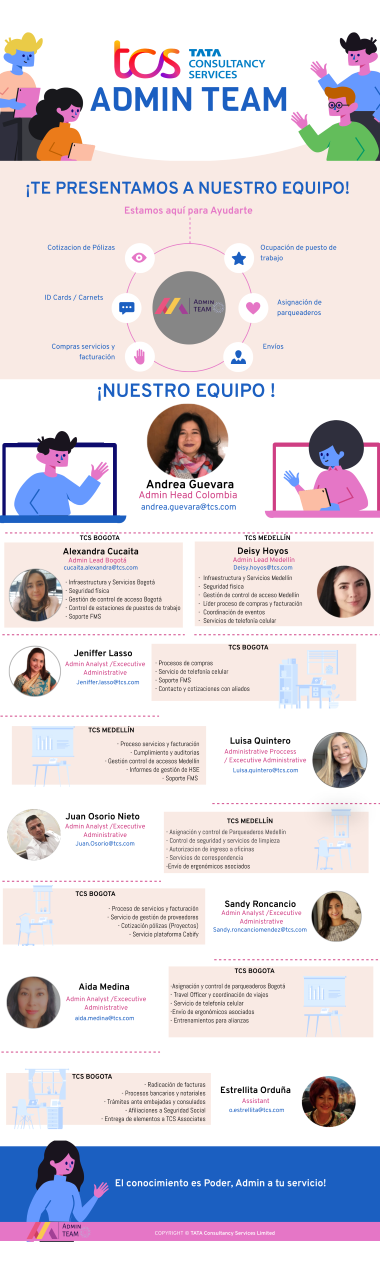 tcs TATA
CONSULTANCY
SERVICES
ADMIN TEAM
¡TE PRESENTAMOS A NUESTRO EQUIPO!
Estamos aquí para Ayudarte
Cotizacion de Pólizas
Ocupación de puesto de
trabajo
ID Cards / Carnets
ADMIN
TEAM
Asignación de
parqueaderos
Compras servicios y
facturación
Envíos
¡NUESTRO EQUIPO !
Andrea Guevara
Admin Head Colombia
andrea.guevara@tcs.com
TCS BOGOTA
Alexandra Cucaita
Admin Lead Bogotá
cucaita.alexandra@tcs.com
- Infraestructura y Servicios Bogotá
- Seguridad física
- Gestión de control de acceso Bogotá
- Control de estaciones de puestos de trabajo
- Soporte FMS
TCS MEDELLÍN
Deisy Hoyos
Admin Lead Medellín
Deisy.hoyos@tcs.com
- Infraestructura y Servicios Medellín
- Seguridad física
- Gestión de control de acceso Medellín
- Líder proceso de compras y facturación
- Coordinación de eventos
- Servicios de telefonía celular
Jeniffer Lasso
Admin Analyst /Excecutive
Administrative
Jeniffer.lasso@tcs.com
TCS BOGOTA
- Procesos de compras
- Servicio de telefonía celular
- Soporte FMS
- Contacto y cotizaciones con aliados
TCS MEDELLÍN
- Proceso servicios y facturación
- Cumplimiento y auditorias
- Gestión control de accesos Medellín
- Informes de gestión de HSE
- Soporte FMS
Luisa Quintero
Administrative Proccess
/ Excecutive Administrative
Luisa.quintero@tcs.com
Juan Osorio Nieto
Admin Analyst /Excecutive
Administrative
Juan.Osorio@tcs.com
TCS MEDELLÍN
- Asignación y control de Parqueaderos Medellín
- Control de seguridad y servicios de limpieza
- Autorizacion de ingreso a oficinas
- Servicios de correspondencia
-Envío de ergonómicos asociados
TCS BOGOTA
- Proceso de servicios y facturación
- Servicio de gestión de proveedores
- Cotización pólizas (Proyectos)
- Servicio plataforma Cabify
Sandy Roncancio
Admin Analyst /Excecutive
Administrative
Sandy.roncanciomendez@tcs.com
Aida Medina
Admin Analyst /Excecutive
Administrative
aida.medina@tcs.com
TCS BOGOTA
-Asignación y control de parqueaderos Bogotá
- Travel Officer y coordinación de viajes
- Servicio de telefonía celular
- Envío de ergonómicos asociados
- Entrenamientos para alianzas
TCS BOGOTA
- Radicación de facturas
- Procesos bancarios y notariales
- Trámites ante embajadas y consulados
- Afiliaciones a Seguridad Social
- Entrega de elementos a TCS Associates
Estrellita Orduña
Assistant
o.estrellita@tcs.com
El conocimiento es Poder, Admin a tu servicio!
ADMIN
TEAM
COPYRIGHT © TATA Consultancy Services Limited